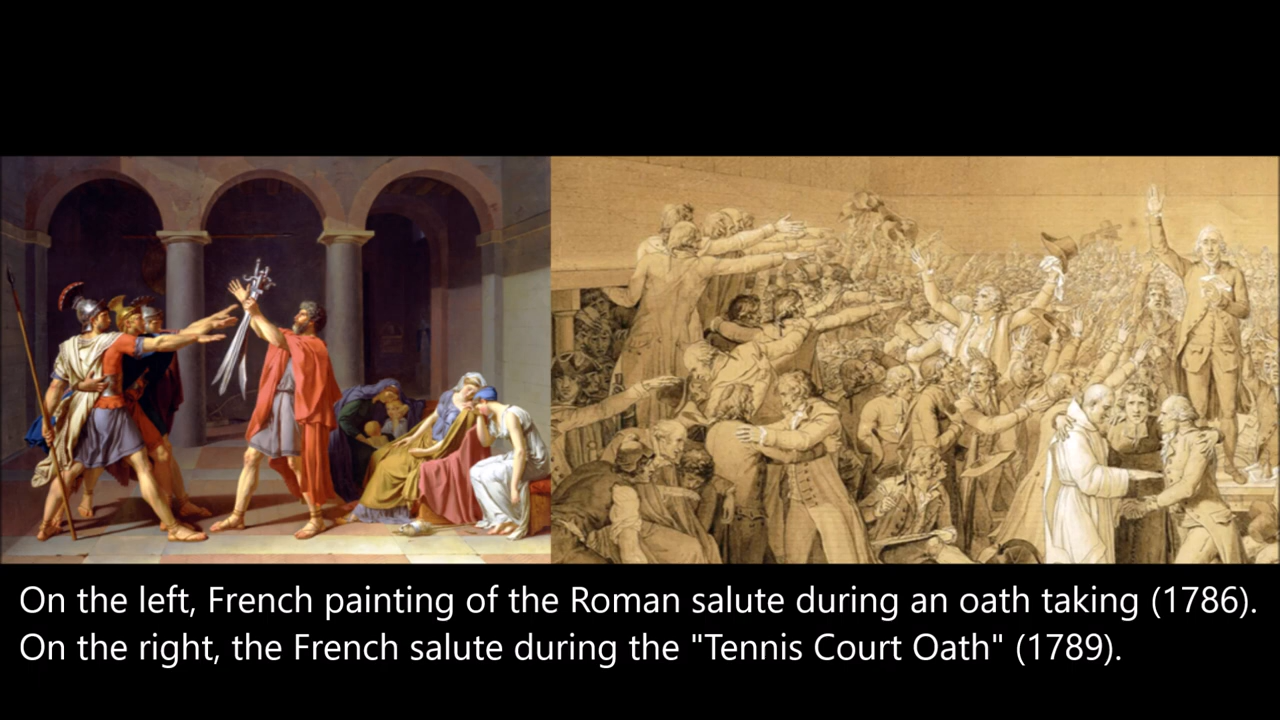 On the left, French painting of the Roman salute during an oath taking (1786).
On the right, the French salute during the "Tennis Court Oath" (1789).